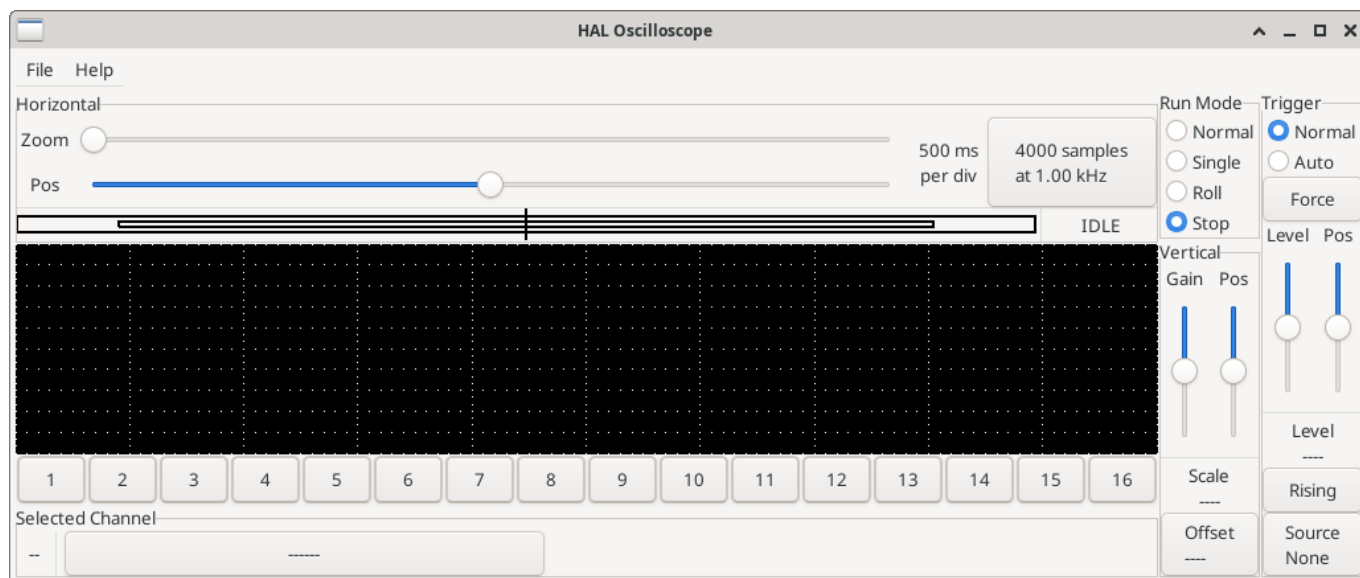 HAL Oscilloscope
File Help
Horizontal
Zoom
Pos
500 ms
per div
4000 samples
at 1.00 kHz
IDLE
Run Mode
Normal
Single
Roll
Stop
Trigger
Normal
Auto
Force
Level Pos
Level
----
Rising
Source
None
Vertical
Gain Pos
Scale
----
Offset
----
1 2 3 4 5 6 7 8 9 10 11 12 13 14 15 16
Selected Channel
-- ------